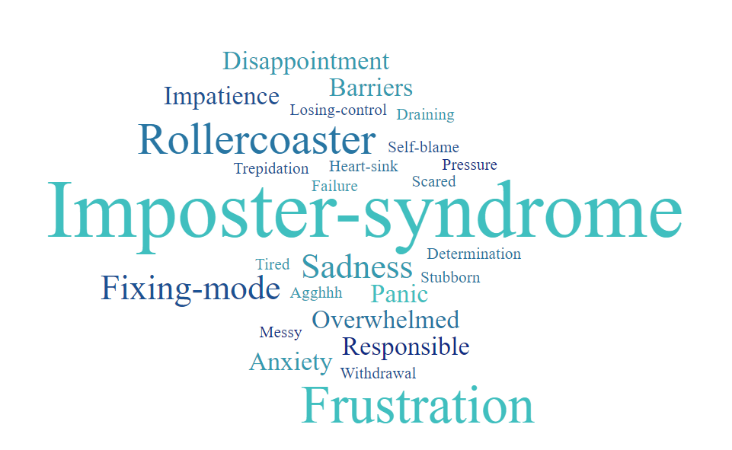 Disappointment
Impatience
Barriers
Losing-control
Draining
Rollercoaster
Self-blame
Trepidation
Heart-sink
Pressure
Failure
Scared
Imposter-syndrome
Determination
Tired
Sadness
Stubborn
Fixing-mode
Agghhh
Panic
Overwhelmed
Messy
Responsible
Anxiety
Withdrawal
Frustration